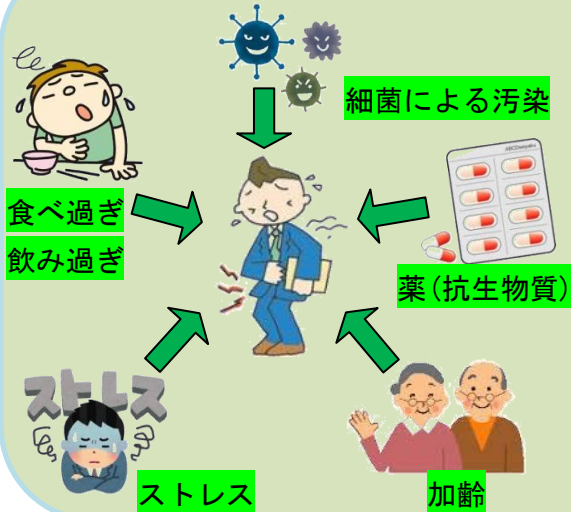 細菌による汚染
食べ過ぎ
飲み過ぎ
薬(抗生物質)
ストレス
ストレス
加齢